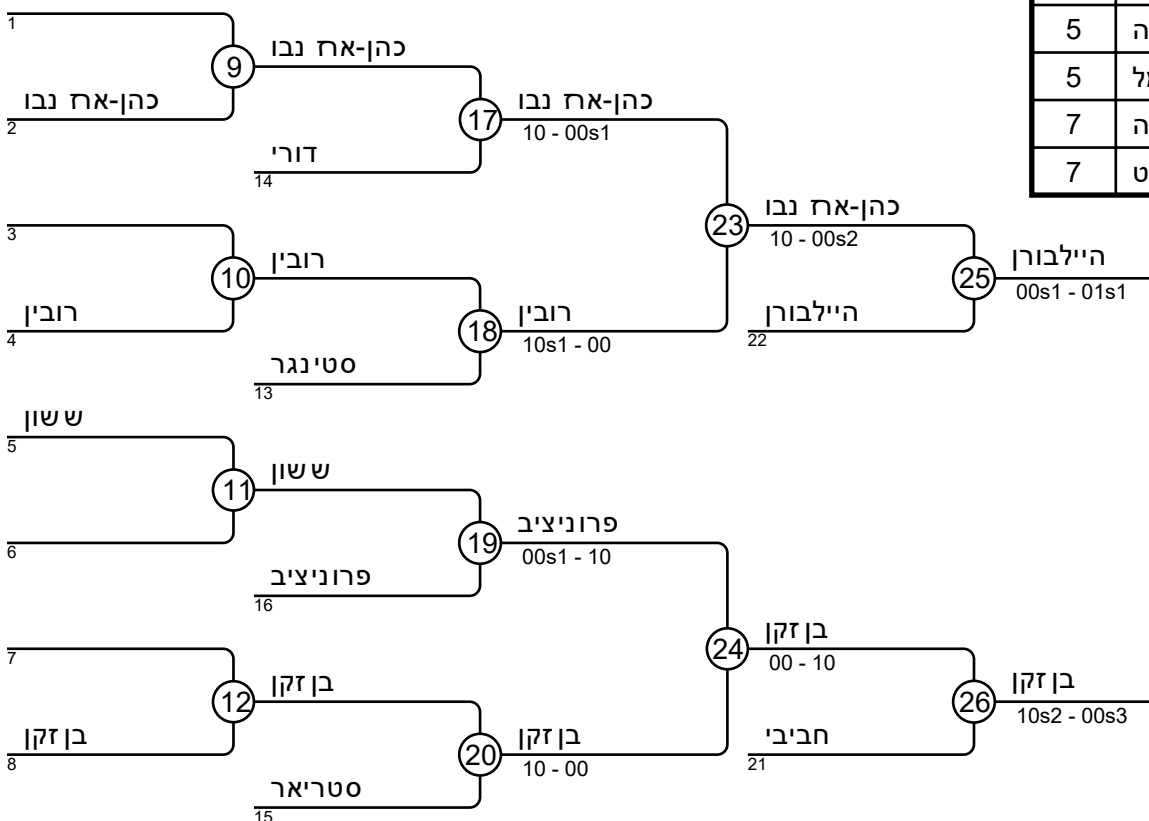 1
9
כהן-ארז נבו
כהן-ארז נבו
2
17
כהן-ארז נבו
10 - 00s1
דורי
14
3
10
רובין
רובין
4
18
רובין
10s1 - 00
סטינגר
13
23
כהן-ארז נבו
10 - 00s2
היילבורן
22
25
היילבורן
00s1 - 01s1
ששון
5
11
ששון
6
19
פרוניציב
00s1 - 10
פרוניציב
16
7
12
בן זקן
בן זקן
8
20
בן זקן
10 - 00
סטריאר
15
24
בן זקן
00 - 10
חביבי
21
26
בן זקן
10s2 - 00s3
5
5
7
7